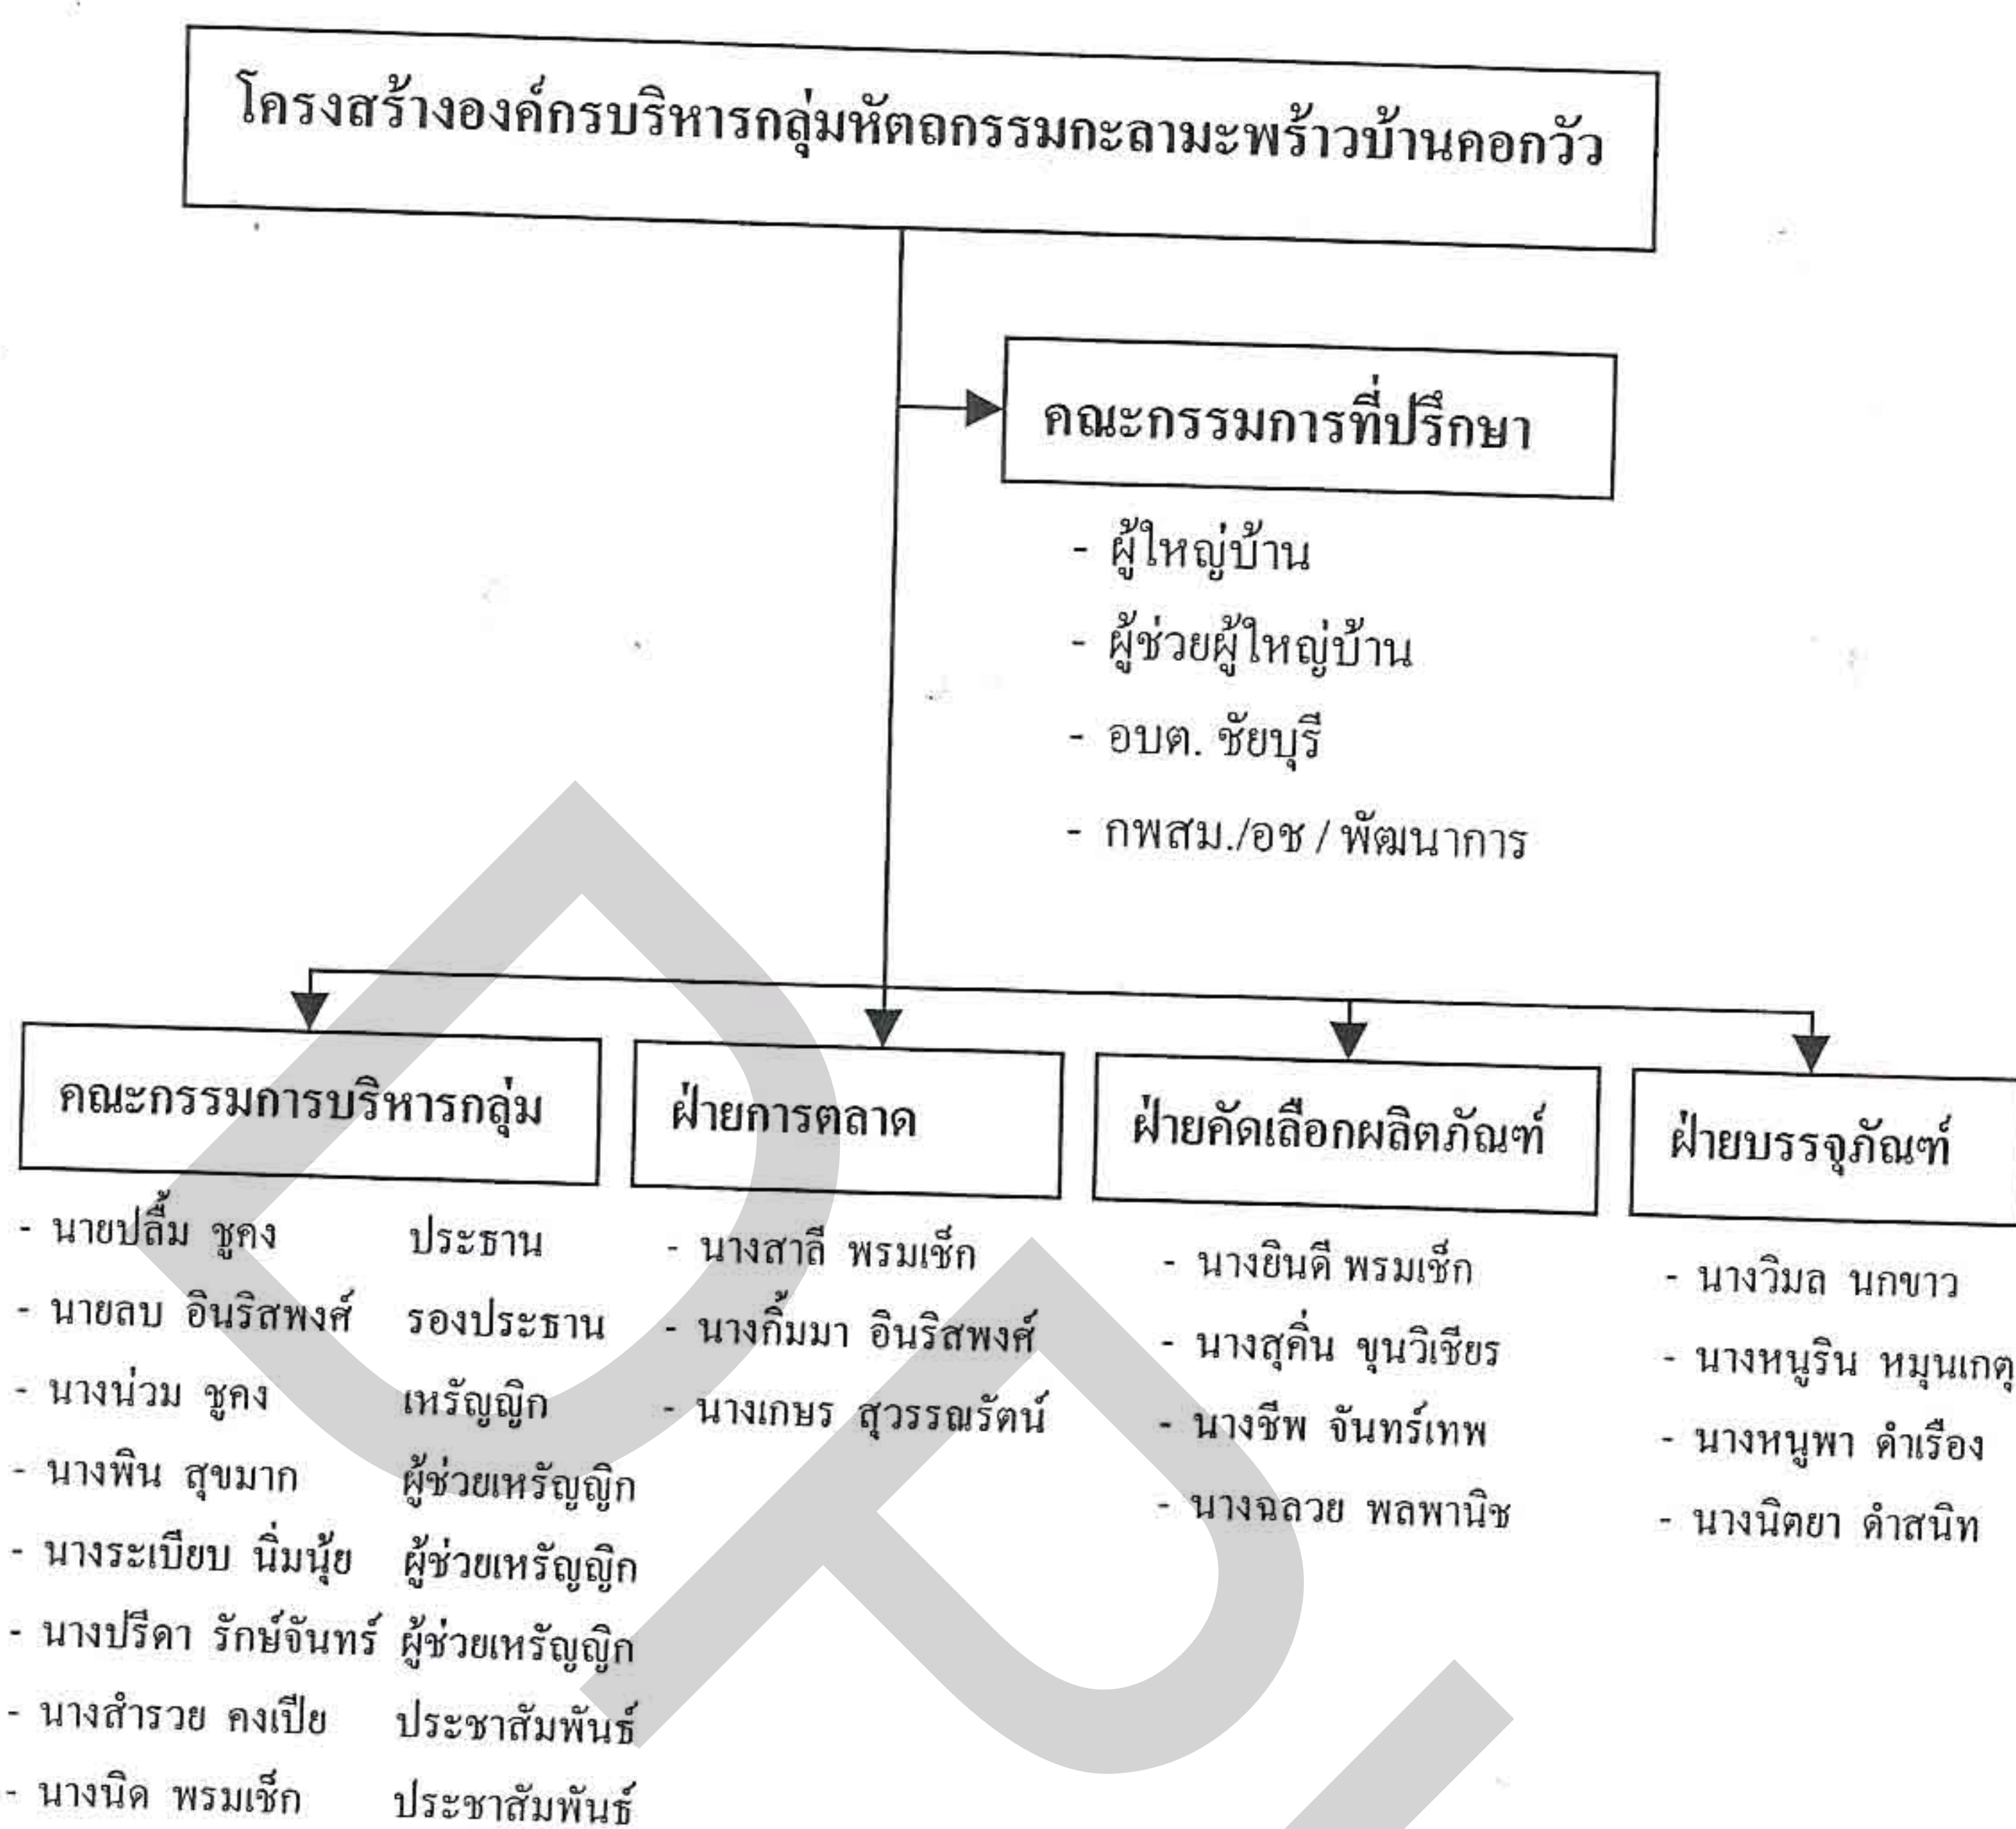 โครงสร้างองค์กรบริหารกลุ่มหัตถกรรมกะลามะพร้าวบ้านคอกวัว
คณะกรรมการที่ปรึกษา
- ผู้ใหญ่บ้าน
- ผู้ช่วยผู้ใหญ่บ้าน
- อบต. ชัยบุรี
- กพสม./อช / พัฒนาการ
คณะกรรมการบริหารกลุ่ม
- นายปลื้ม ชูคง ประธาน
- นายลบ อินริสพงศ์ รองประธาน
- นางน่วม ชูคง เหรัญญิก
- นางพิน สุขมาก ผู้ช่วยเหรัญญิก
- นางระเบียบ นิ่มนุ้ย ผู้ช่วยเหรัญญิก
- นางปรีดา รักษ์จันทร์ ผู้ช่วยเหรัญญิก
- นางสำรวย คงเปีย ประชาสัมพันธ์
- นางนิด พรมเช็ก ประชาสัมพันธ์
ฝ่ายการตลาด
- นางสาลี พรมเช็ก
- นางกิ้มมา อินริสพงศ์
- นางเกษร สุวรรณรัตน์
ฝ่ายคัดเลือกผลิตภัณฑ์
- นางยินดี พรมเช็ก
- นางสุคิ่น ขุนวิเชียร
- นางชีพ จันทร์เทพ
- นางฉลวย พลพานิช
ฝ่ายบรรจุภัณฑ์
- นางวิมล นกขาว
- นางหนูริน หมุนเกตุ
- นางหนูพา ดำเรือง
- นางนิตยา ดำสนิท